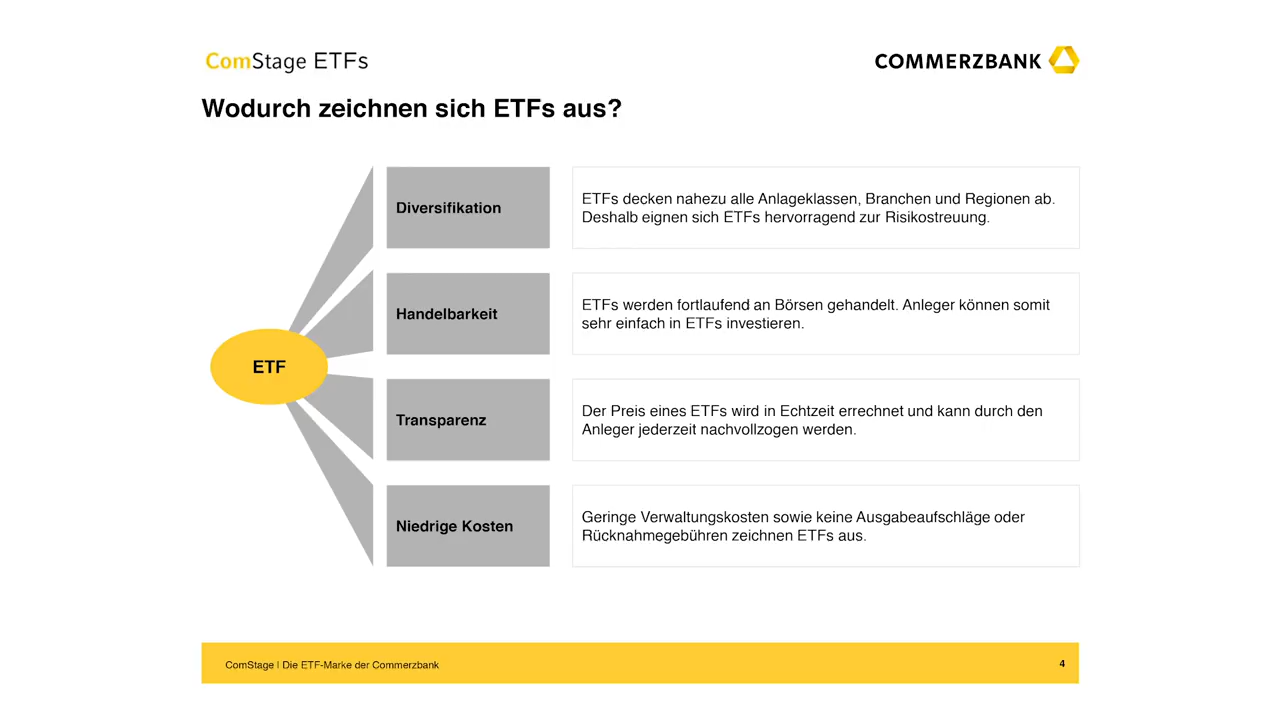 ComStage ETFs
COMMERZBANK
Wodurch zeichnen sich ETFs aus?
ETF
Diversifikation
ETFs decken nahezu alle Anlageklassen, Branchen und Regionen ab.
Deshalb eignen sich ETFs hervorragend zur Risikostreuung.
Handelbarkeit
ETFs werden fortlaufend an Börsen gehandelt. Anleger können somit
sehr einfach in ETFs investieren.
Transparenz
Der Preis eines ETFs wird in Echtzeit errechnet und kann durch den
Anleger jederzeit nachvollzogen werden.
Niedrige Kosten
Geringe Verwaltungskosten sowie keine Ausgabeaufschläge oder
Rücknahmegebühren zeichnen ETFs aus.
ComStage | Die ETF-Marke der Commerzbank
4